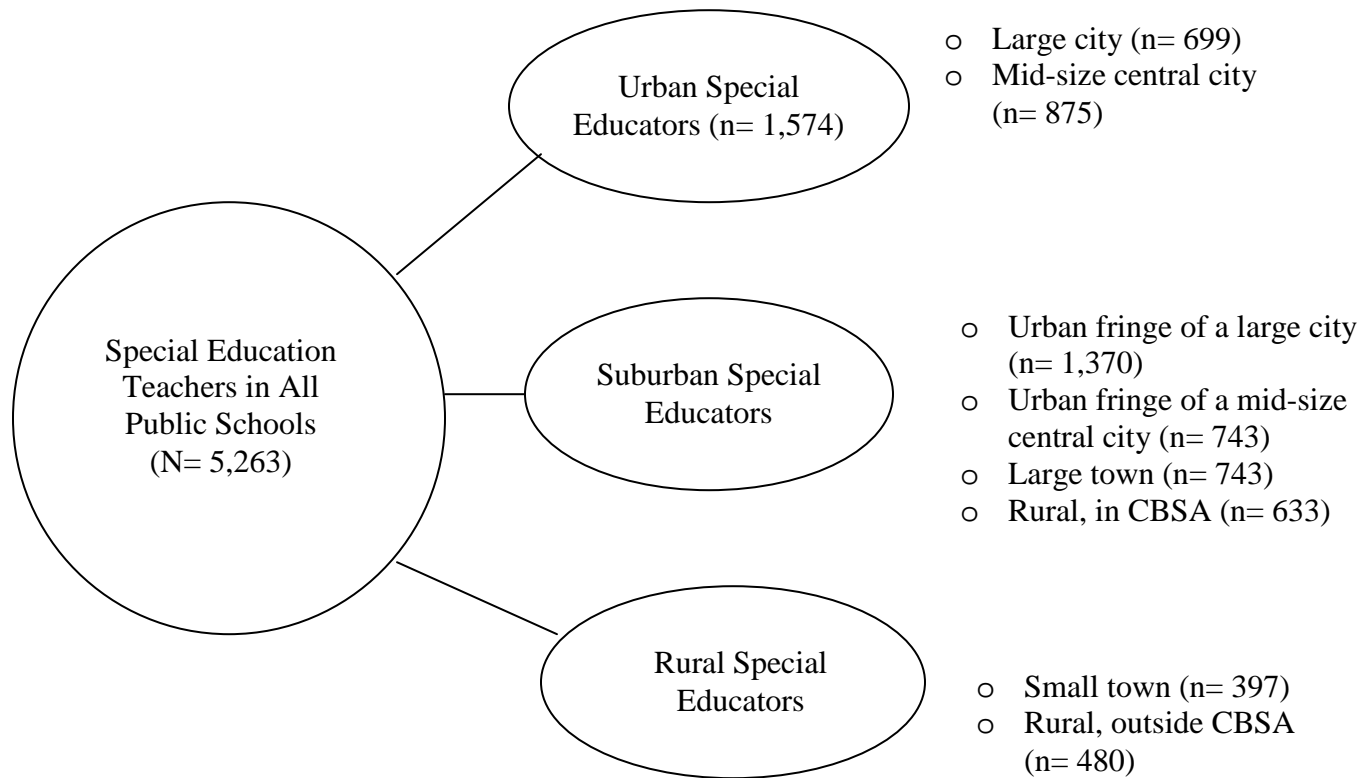 Special Education
Teachers in All
Public Schools
(N= 5,263)
Urban Special
Educators (n= 1,574)
o Large city (n= 699)
o Mid-size central city
(n= 875)
Suburban Special
Educators
o Urban fringe of a large city
(n= 1,370)
o Urban fringe of a mid-size
central city (n= 743)
o Large town (n= 743)
o Rural, in CBSA (n= 633)
Rural Special
Educators
o Small town (n= 397)
o Rural, outside CBSA
(n= 480)